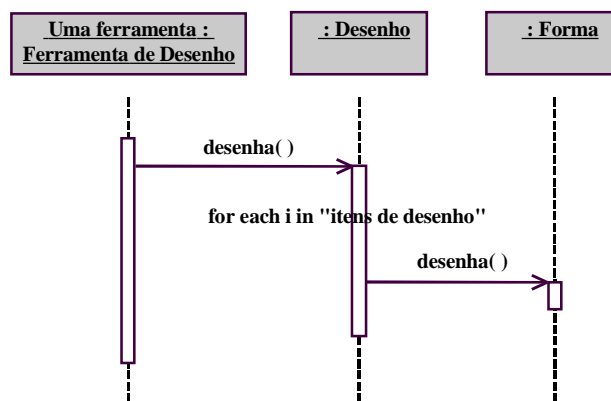 Uma ferramenta :
Ferramenta de Desenho
: Desenho
: Forma
desenha( )
for each i in "itens de desenho"
desenha( )